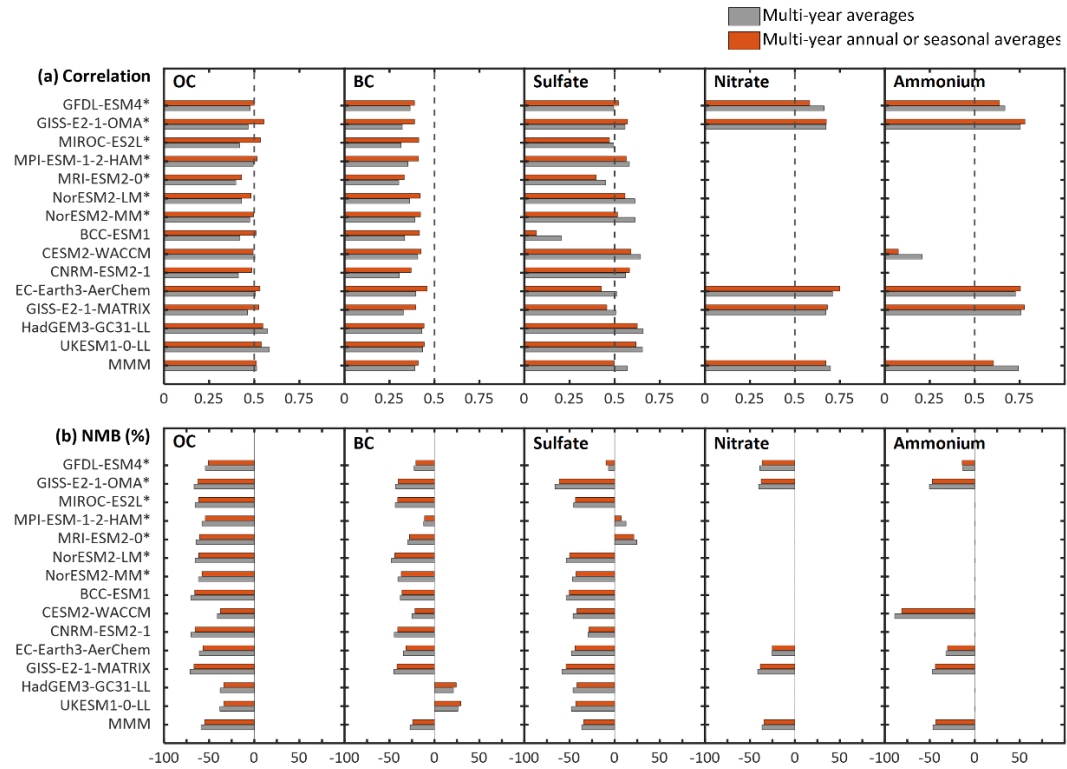 Multi-year averages
Multi-year annual or seasonal averages
(a) Correlation
OC
BC
Sulfate
Nitrate
Ammonium
GFDL-ESM4*
GISS-E2-1-OMA*
MIROC-ES2L*
MPI-ESM-1-2-HAM*
MRI-ESM2-0*
NorESM2-LM*
NorESM2-MM*
BCC-ESM1
CESM2-WACCM
CNRM-ESM2-1
EC-Earth3-AerChem
GISS-E2-1-MATRIX
HadGEM3-GC31-LL
UKESM1-0-LL
MMM
0 0.25 0.5 0.75 0 0.25 0.5 0.75 0 0.25 0.5 0.75 0 0.25 0.5 0.75 0 0.25 0.5 0.75
(b) NMB (%)
OC
BC
Sulfate
Nitrate
Ammonium
GFDL-ESM4*
GISS-E2-1-OMA*
MIROC-ES2L*
MPI-ESM-1-2-HAM*
MRI-ESM2-0*
NorESM2-LM*
NorESM2-MM*
BCC-ESM1
CESM2-WACCM
CNRM-ESM2-1
EC-Earth3-AerChem
GISS-E2-1-MATRIX
HadGEM3-GC31-LL
UKESM1-0-LL
MMM
-100 -50 0 50 -100 -50 0 50 -100 -50 0 50 -100 -50 0 50 -100 -50 0 50